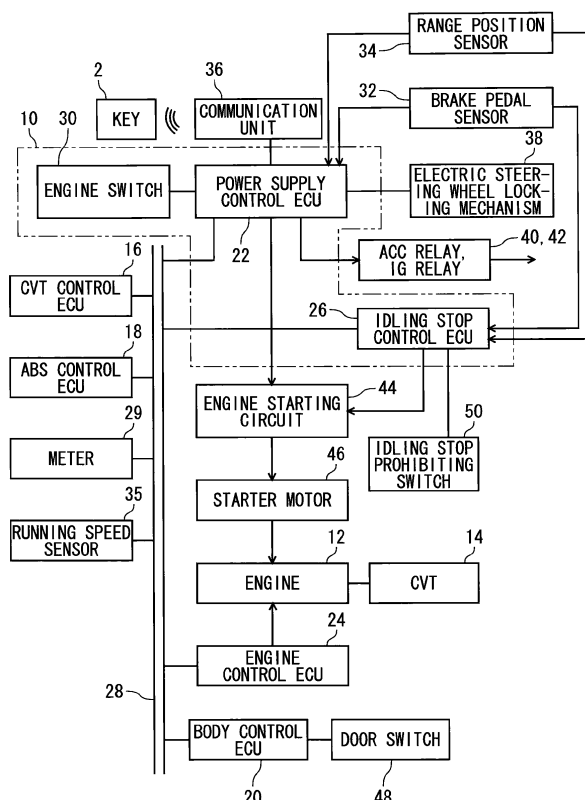 RANGE POSITION
SENSOR
34
2
36
32
BRAKE PEDAL
SENSOR
10
30
KEY
COMMUNICATION
UNIT
38
ENGINE SWITCH
POWER SUPPLY
CONTROL ECU
ELECTRIC STEER-
ING WHEEL LOCK-
ING MECHANISM
16
22
40, 42
ACC RELAY,
IG RELAY
CVT CONTROL
ECU
26
IDLING STOP
CONTROL ECU
18
ABS CONTROL
ECU
44
ENGINE STARTING
CIRCUIT
29
50
METER
IDLING STOP
PROHIBITING
SWITCH
46
35
STARTER MOTOR
RUNNING SPEED
SENSOR
12
14
ENGINE
CVT
24
ENGINE
CONTROL ECU
28
BODY CONTROL
ECU
DOOR SWITCH
20
48